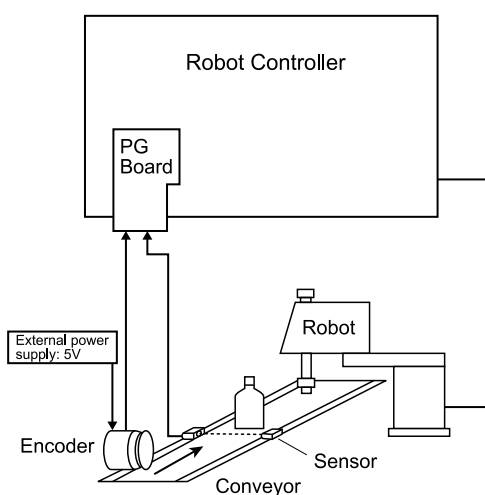 Robot Controller
PG
Board
External power
supply: 5V
Robot
Encoder
Sensor
Conveyor